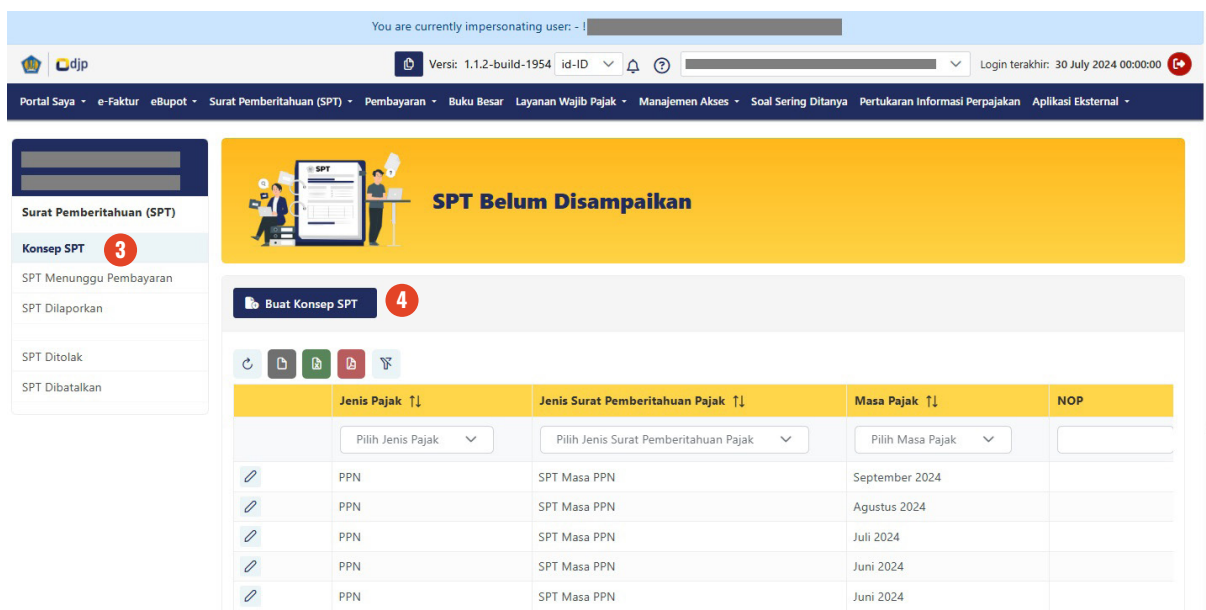 You are currently impersonating user: - !
djp Versi: 1.1.2-build-1954 id-ID Login terakhir: 30 July 2024 00:00:00
Portal Saya e-Faktur eBupot Surat Pemberitahuan (SPT) Pembayaran Buku Besar Layanan Wajib Pajak Manajemen Akses Soal Sering Ditanya Pertukaran Informasi Perpajakan Aplikasi Eksternal
SPT
SPT Belum Disampaikan
Surat Pemberitahuan (SPT)
Konsep SPT 3
SPT Menunggu Pembayaran
SPT Dilaporkan
SPT Ditolak
SPT Dibatalkan
Buat Konsep SPT 4
Jenis Pajak Jenis Surat Pemberitahuan Pajak Masa Pajak NOP
Pilih Jenis Pajak Pilih Jenis Surat Pemberitahuan Pajak Pilih Masa Pajak
PPN SPT Masa PPN September 2024
PPN SPT Masa PPN Agustus 2024
PPN SPT Masa PPN Juli 2024
PPN SPT Masa PPN Juni 2024
PPN SPT Masa PPN Juni 2024